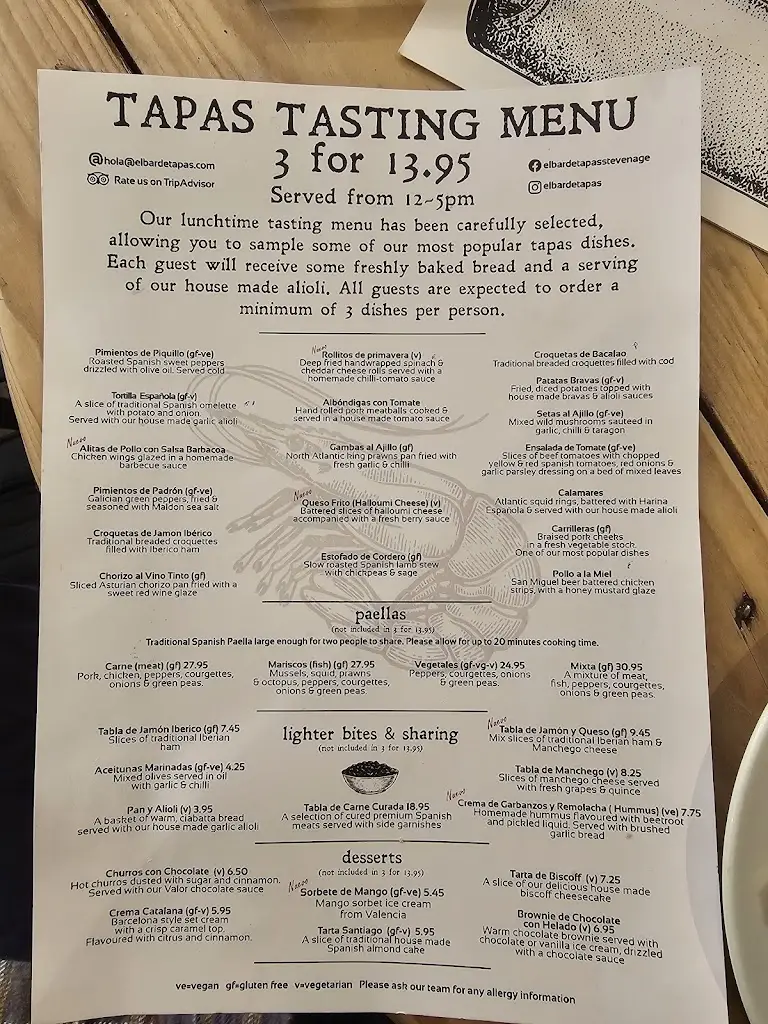 TAPAS TASTING MENU
@hola@elbardetapas.com
Rate us on TripAdvisor
3 for 13.95
Served from 12-5pm
elbardetapasstevenage
elbardetapas
Our lunchtime tasting menu has been carefully selected,
allowing you to sample some of our most popular tapas dishes.
Each guest will receive some freshly baked bread and a serving
of our house made alioli. All guests are expected to order a
minimum of 3 dishes per person.
Pimientos de Piquillo (gf-ve)
Roasted Spanish sweet peppers
drizzled with olive oil. Served cold
Tortilla Española (gf-v)
A slice of traditional Spanish omelette
with potato and onion.
Served with our house made garlic alioli
Nuevo
Alitas de Pollo con Salsa Barbacoa
Chicken wings glazed in a homemade
barbecue sauce
Pimientos de Padrón (gf-ve)
Galician green peppers, fried &
seasoned with Maldon sea salt
Croquetas de Jamon Ibérico
Traditional breaded croquettes
filled with Iberico ham
Chorizo al Vino Tinto (gf)
Sliced Asturian chorizo pan fried with a
sweet red wine glaze
Nuevo
Rollitos de primavera (v)
Deep fried handwrapped spinach &
cheddar cheese rolls served with a
homemade chilli-tomato sauce
Albóndigas con Tomate
Hand rolled pork meatballs cooked &
served in a house made tomato sauce
Gambas al Ajillo (gf)
North Atlantic king prawns pan fried with
fresh garlic & chilli
Nuevo
Queso Frito (Halloumi Cheese) (v)
Battered slices of halloumi cheese
accompanied with a fresh berry sauce
Estofado de Cordero (gf)
Slow roasted Spanish lamb stew
with chickpeas & sage
Croquetas de Bacalao
Traditional breaded croquettes filled with cod
Patatas Bravas (gf-v)
Fried, diced potatoes topped with
house made bravas & alioli sauces
Setas al Ajillo (gf-ve)
Mixed wild mushrooms sauteed in
garlic, chilli & taragon
Ensalada de Tomate (gf-ve)
Slices of beef tomatoes with chopped
yellow & red spanish tomatoes, red onions &
garlic parsley dressing on a bed of mixed leaves
Calamares
Atlantic squid rings, battered with Harina
Española & served with our house made alioli
Carrilleras (gf)
Braised pork cheeks
in a fresh vegetable stock.
One of our most popular dishes
Pollo a la Miel
San Miguel beer battered chicken
strips, with a honey mustard glaze
paellas
(not included in 3 for 13.95)
Traditional Spanish Paella large enough for two people to share. Please allow for up to 20 minutes cooking time.
Carne (meat) (gf) 27.95
Pork, chicken, peppers, courgettes,
onions & green peas.
Mariscos (fish) (gf) 27.95
Mussels, squid, prawns
& octopus, peppers, courgettes,
onions & green peas.
Vegetales (gf-vg-v) 24.95
Peppers, courgettes, onions
& green peas.
Mixta (gf) 30.95
A mixture of meat,
fish, peppers, courgettes,
onions & green peas.
Tabla de Jamón Iberico (gf) 7.45
Slices of traditional Iberian
ham
Aceitunas Marinadas (gf-ve) 4.25
Mixed olives served in oil
with garlic & chilli
Pan y Alioli (v) 3.95
A basket of warm, ciabatta bread
served with our house made garlic alioli
lighter bites & sharing
(not included in 3 for 13.95)
Tabla de Carne Curada 18.95
A selection of cured premium Spanish
meats served with side garnishes
Nuevo
Tabla de Jamón y Queso (gf) 9.45
Mix slices of traditional Iberian ham &
Manchego cheese
Tabla de Manchego (v) 8.25
Slices of manchego cheese served
with fresh grapes & quince
Nuevo
Crema de Garbanzos y Remolacha ( Hummus) (ve) 7.75
Homemade hummus flavoured with beetroot
and pickled liquid. Served with brushed
garlic bread
desserts
(not included in 3 for 13.95)
Churros con Chocolate (v) 6.50
Hot churros dusted with sugar and cinnamon.
Served with our Valor chocolate sauce
Crema Catalana (gf-v) 5.95
Barcelona style set cream
with a crisp caramel top,
Flavoured with citrus and cinnamon.
Nuevo
Sorbete de Mango (gf-ve) 5.45
Mango sorbet ice cream
from Valencia
Tarta Santiago (gf-v) 5.95
A slice of traditional house made
Spanish almond cake
Tarta de Biscoff (v) 7.25
A slice of our delicious house made
biscoff cheesecake
Brownie de Chocolate
con Helado (v) 6.95
Warm chocolate brownie served with
chocolate or vanilla ice cream, drizzled
with a chocolate sauce
ve=vegan gf=gluten free v=vegetarian Please ask our team for any allergy information